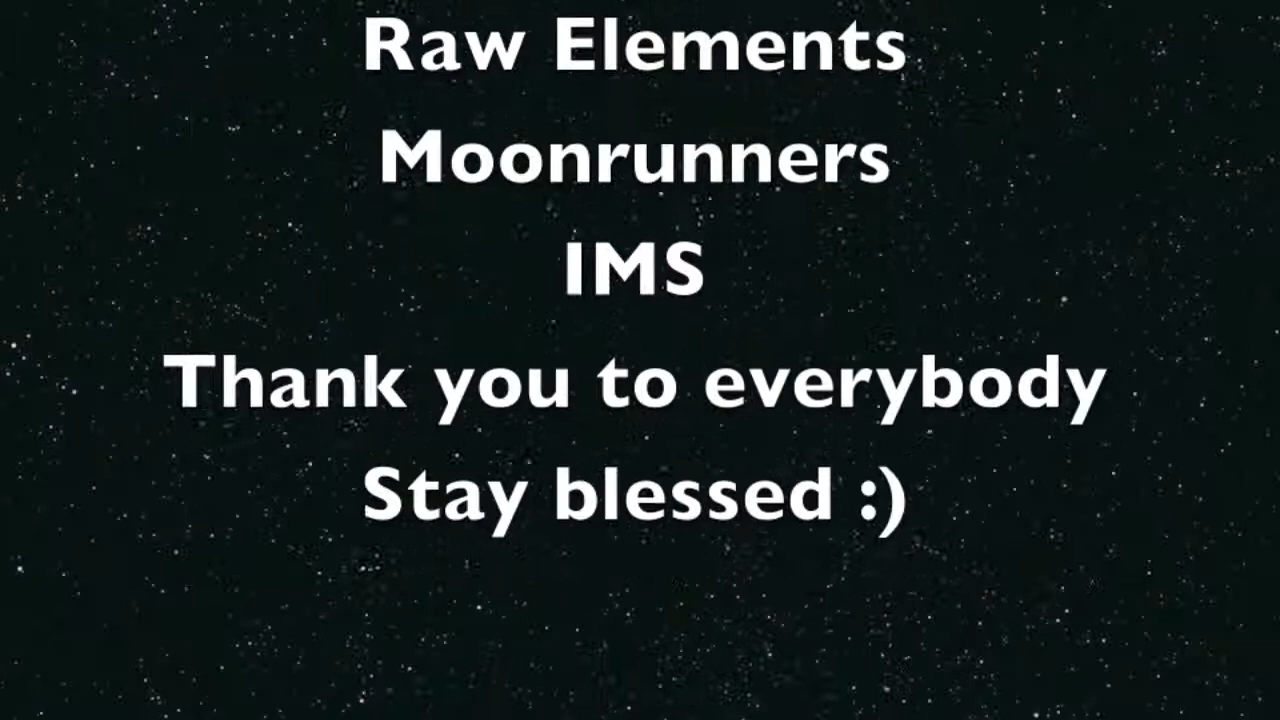 Raw Elements
Moonrunners
IMS
Thank you to everybody
Stay blessed :)